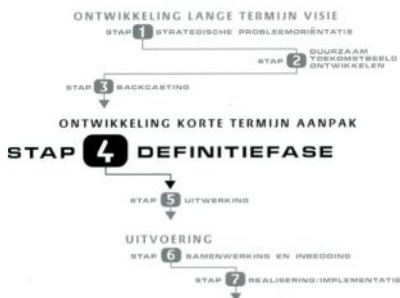 ONTWIKKELING LANGE TERMIJN VISIE
STAP 1 STRATEGISCHE PROBLEEMORIËNTATIE
STAP 2 DUURZAAM
TOEKOMSTBEELD
ONTWIKKELEN
STAP 3 BACKCASTING
ONTWIKKELING KORTE TERMIJN AANPAK
STAP 4 DEFINITIEFASE
STAP 5 UITWERKING
UITVOERING
STAP 6 SAMENWERKING EN INBEDDING
STAP 7 REALISERING/IMPLEMENTATIE